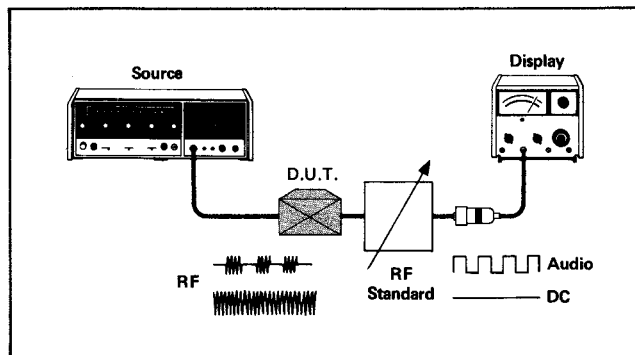 Source
Display
D.U.T.
RF
RF
Standard
Audio
DC